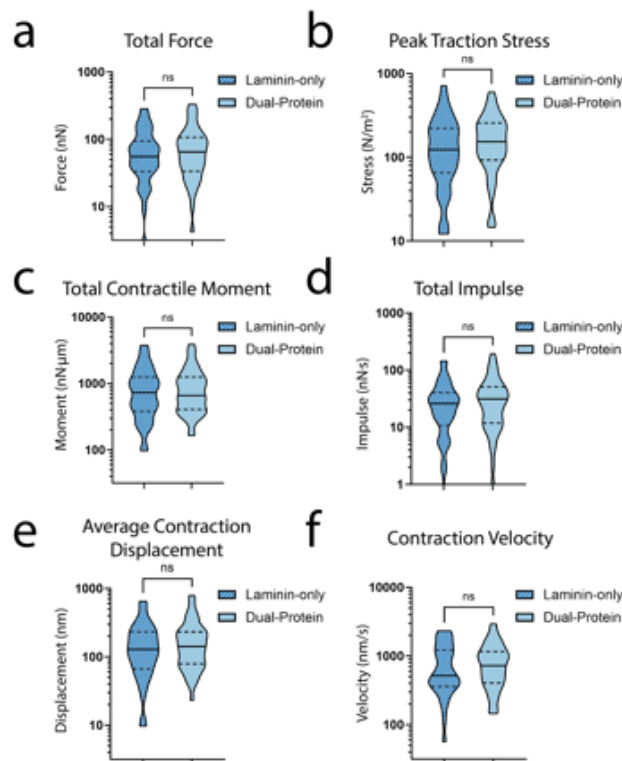 a
Total Force
1000
100
10
Force (nN)
ns
Laminin-only
Dual-Protein
b
Peak Traction Stress
1000
100
10
Stress (N/m²)
ns
Laminin-only
Dual-Protein
c
Total Contractile Moment
10000
1000
100
Moment (nN·μm)
ns
Laminin-only
Dual-Protein
d
Total Impulse
1000
100
10
1
Impulse (nN·s)
ns
Laminin-only
Dual-Protein
e
Average Contraction
Displacement
1000
100
10
Displacement (nm)
ns
Laminin-only
Dual-Protein
f
Contraction Velocity
10000
1000
100
Velocity (nm/s)
ns
Laminin-only
Dual-Protein